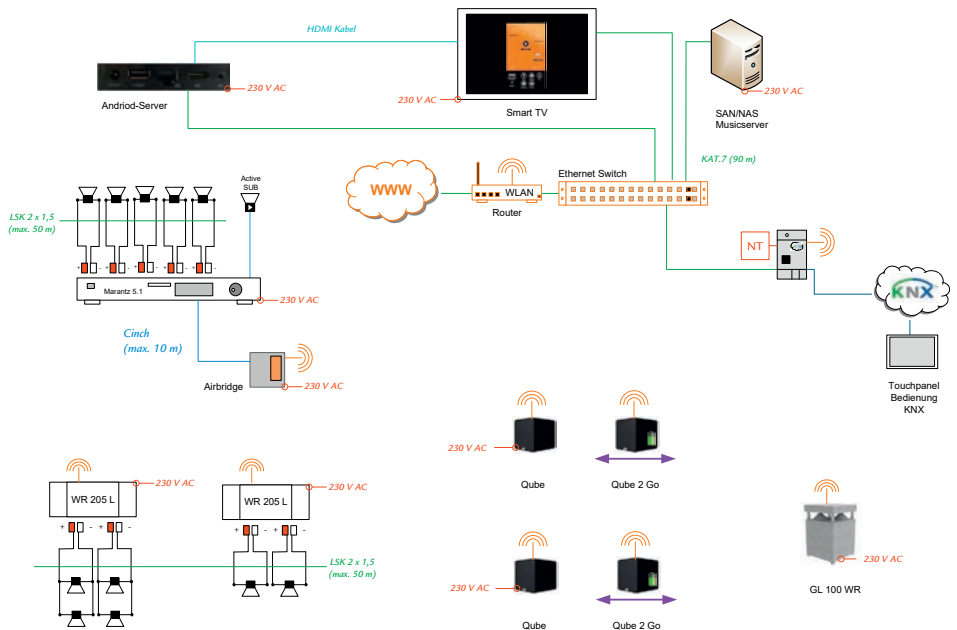 HDMI Kabel
230 V AC
Andriod-Server
230 V AC
Smart TV
230 V AC
SAN/NAS
Musicserver
KAT.7 (90 m)
Ethernet Switch
WWW
WLAN
Router
Active
SUB
LSK 2 x 1,5
(max. 50 m)
+ - + - + - + - + -
Marantz 5.1
230 V AC
NT
KNX
Cinch
(max. 10 m)
Airbridge
230 V AC
Touchpanel
Bedienung
KNX
230 V AC
Qube
Qube 2 Go
WR 205 L
230 V AC
+ - + -
WR 205 L
230 V AC
+ - + -
LSK 2 x 1,5
(max. 50 m)
230 V AC
Qube
Qube 2 Go
230 V AC
GL 100 WR